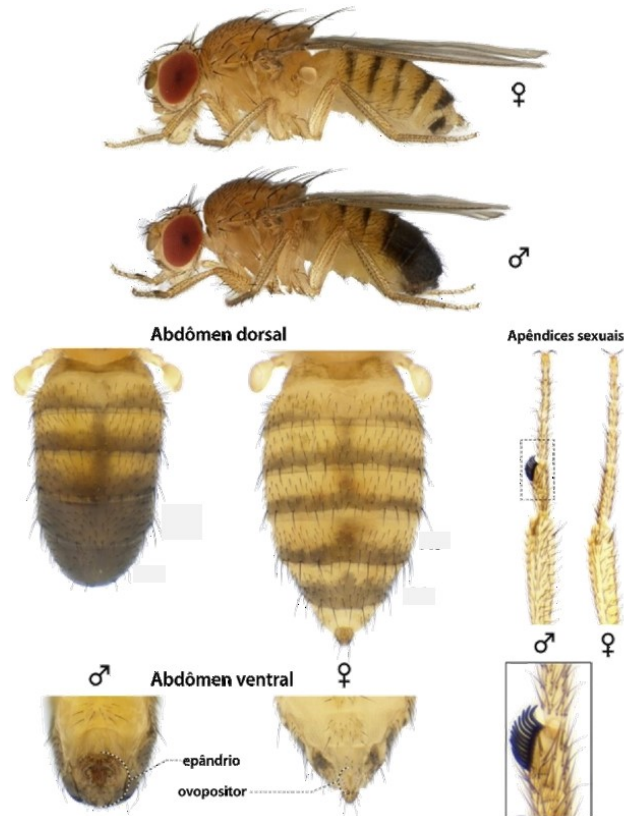 ♀
♂
Abdômen dorsal
Apêndices sexuais
♂
♀
♂
♀
Abdômen ventral
epândrio
ovopositor